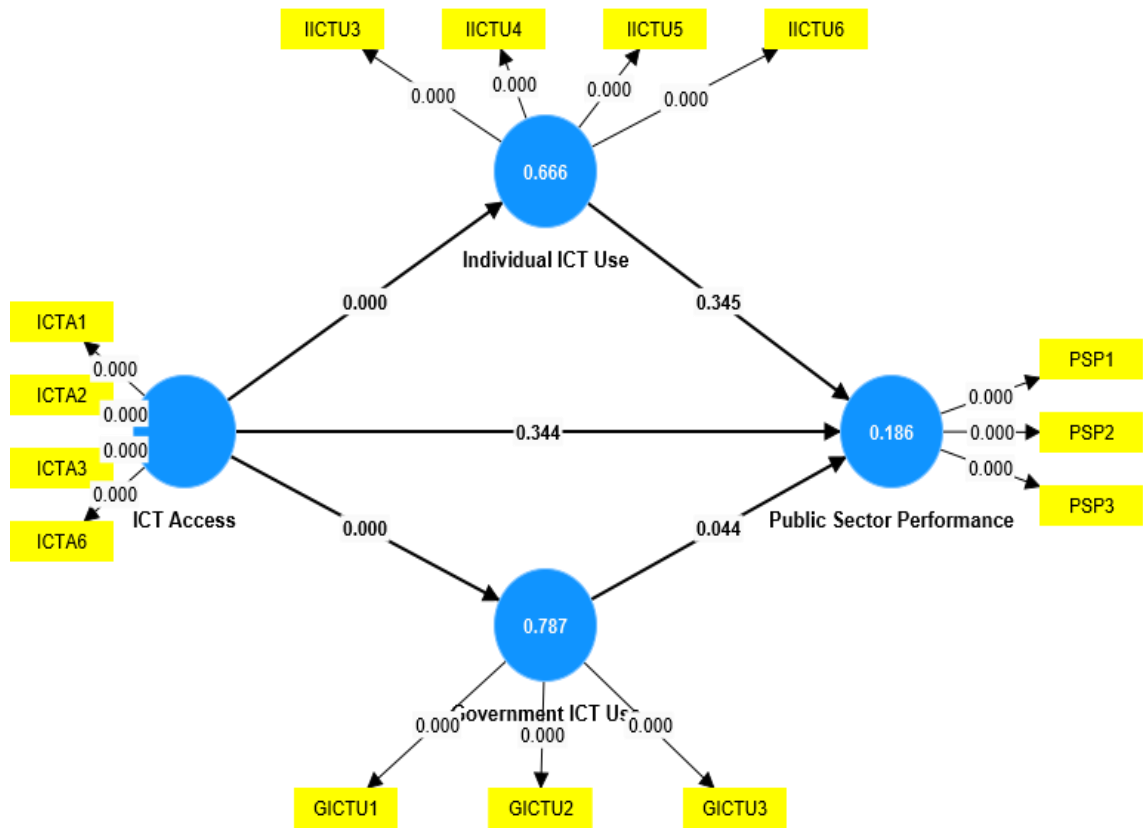 IICTU3
IICTU4
IICTU5
IICTU6
0.000
0.000
0.000
0.000
0.666
Individual ICT Use
0.000
0.345
ICTA1
ICTA2
ICTA3
ICTA6
0.000
0.000
0.000
0.000
ICT Access
0.344
0.186
Public Sector Performance
0.000
0.000
0.000
PSP1
PSP2
PSP3
0.000
0.044
0.787
Government ICT Us
0.000
0.000
0.000
GICTU1
GICTU2
GICTU3